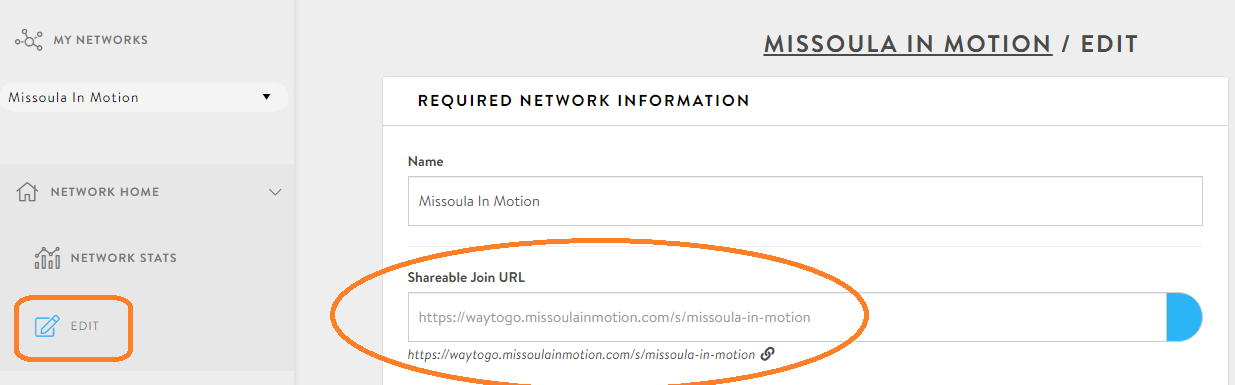 MY NETWORKS
Missoula In Motion
NETWORK HOME
NETWORK STATS
EDIT
MISSOULA IN MOTION / EDIT
REQUIRED NETWORK INFORMATION
Name
Missoula In Motion
Shareable Join URL
https://waytogo.missoulainmotion.com/s/missoula-in-motion
https://waytogo.missoulainmotion.com/s/missoula-in-motion